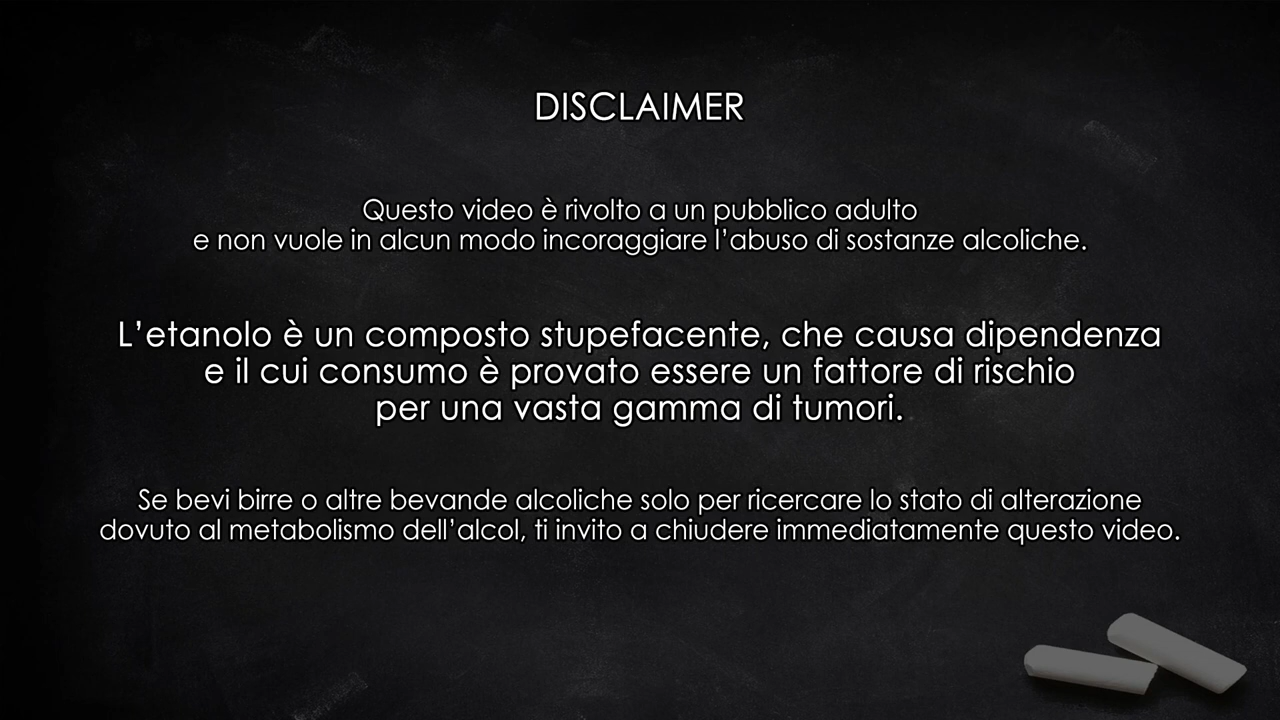 DISCLAIMER
Questo video è rivolto a un pubblico adulto
e non vuole in alcun modo incoraggiare l’abuso di sostanze alcoliche.
L’etanolo è un composto stupefacente, che causa dipendenza
e il cui consumo è provato essere un fattore di rischio
per una vasta gamma di tumori.
Se bevi birre o altre bevande alcoliche solo per ricercare lo stato di alterazione
dovuto al metabolismo dell’alcol, ti invito a chiudere immediatamente questo video.